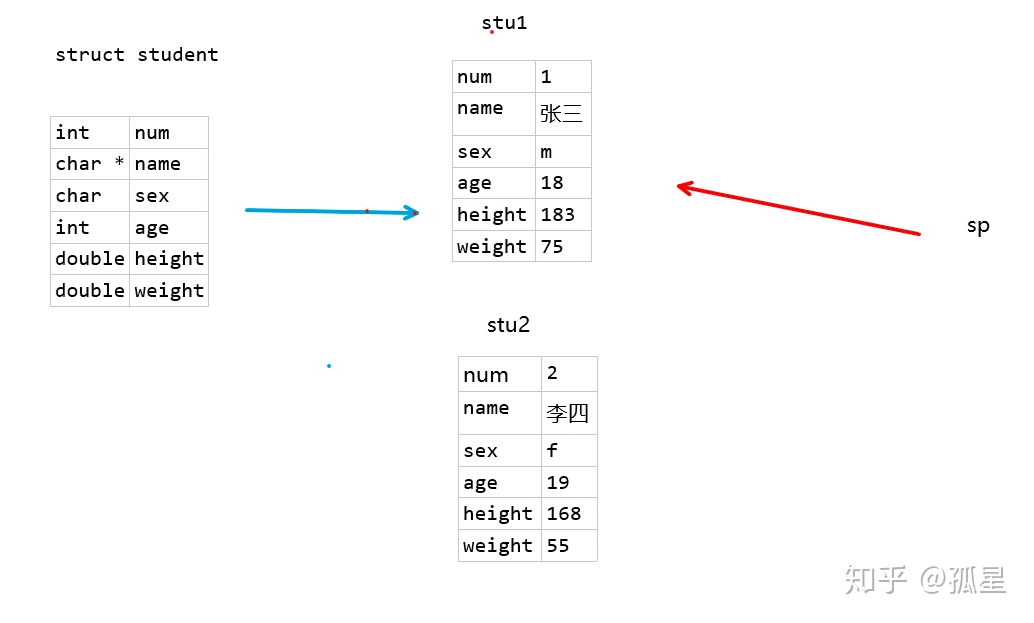 struct student
int num
char * name
char sex
int age
double height
double weight
stu1
num 1
name 张三
sex m
age 18
height 183
weight 75
sp
stu2
num 2
name 李四
sex f
age 19
height 168
weight 55
知乎 @孤星